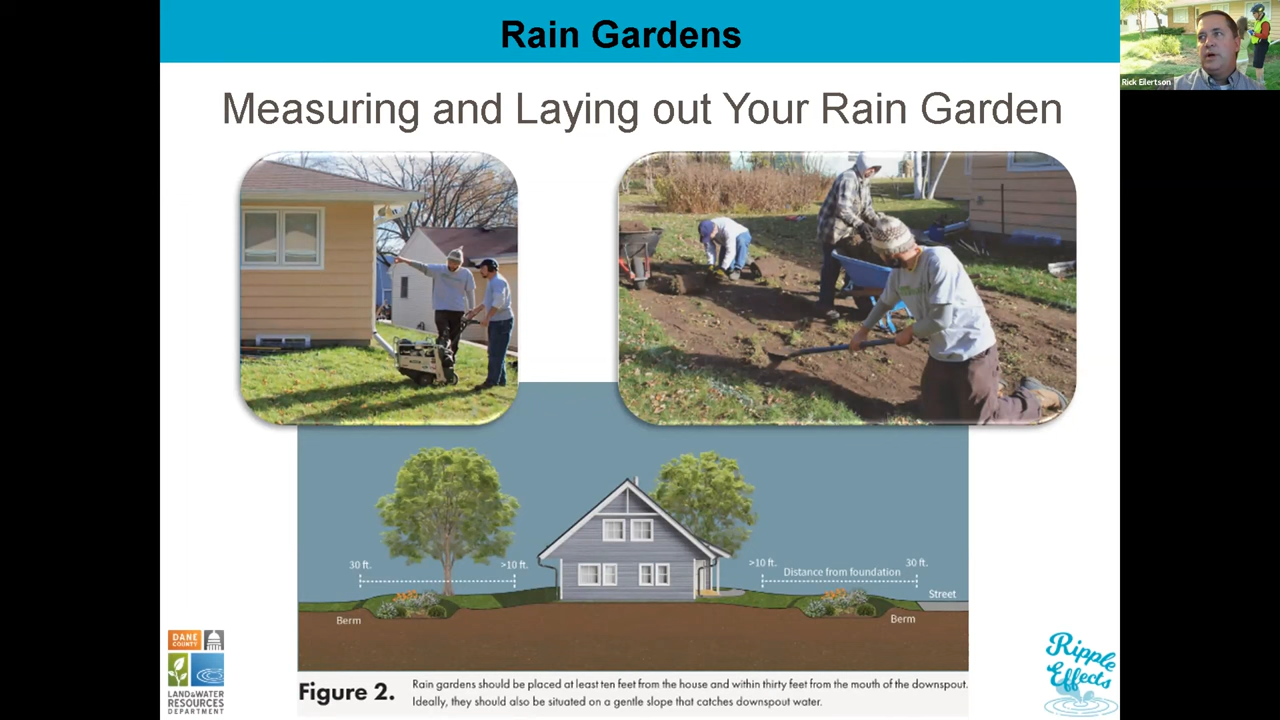 Rain Gardens
Rick Eilertson
Measuring and Laying out Your Rain Garden
30 ft.
>10 ft.
>10 ft.
Distance from foundation
30 ft.
Street
Berm
Berm
DANE
COUNTY
LAND & WATER
RESOURCES
DEPARTMENT
Ripple
Effects
Figure 2.
Rain gardens should be placed at least ten feet from the house and within thirty feet from the mouth of the downspout.
Ideally, they should also be situated on a gentle slope that catches downspout water.